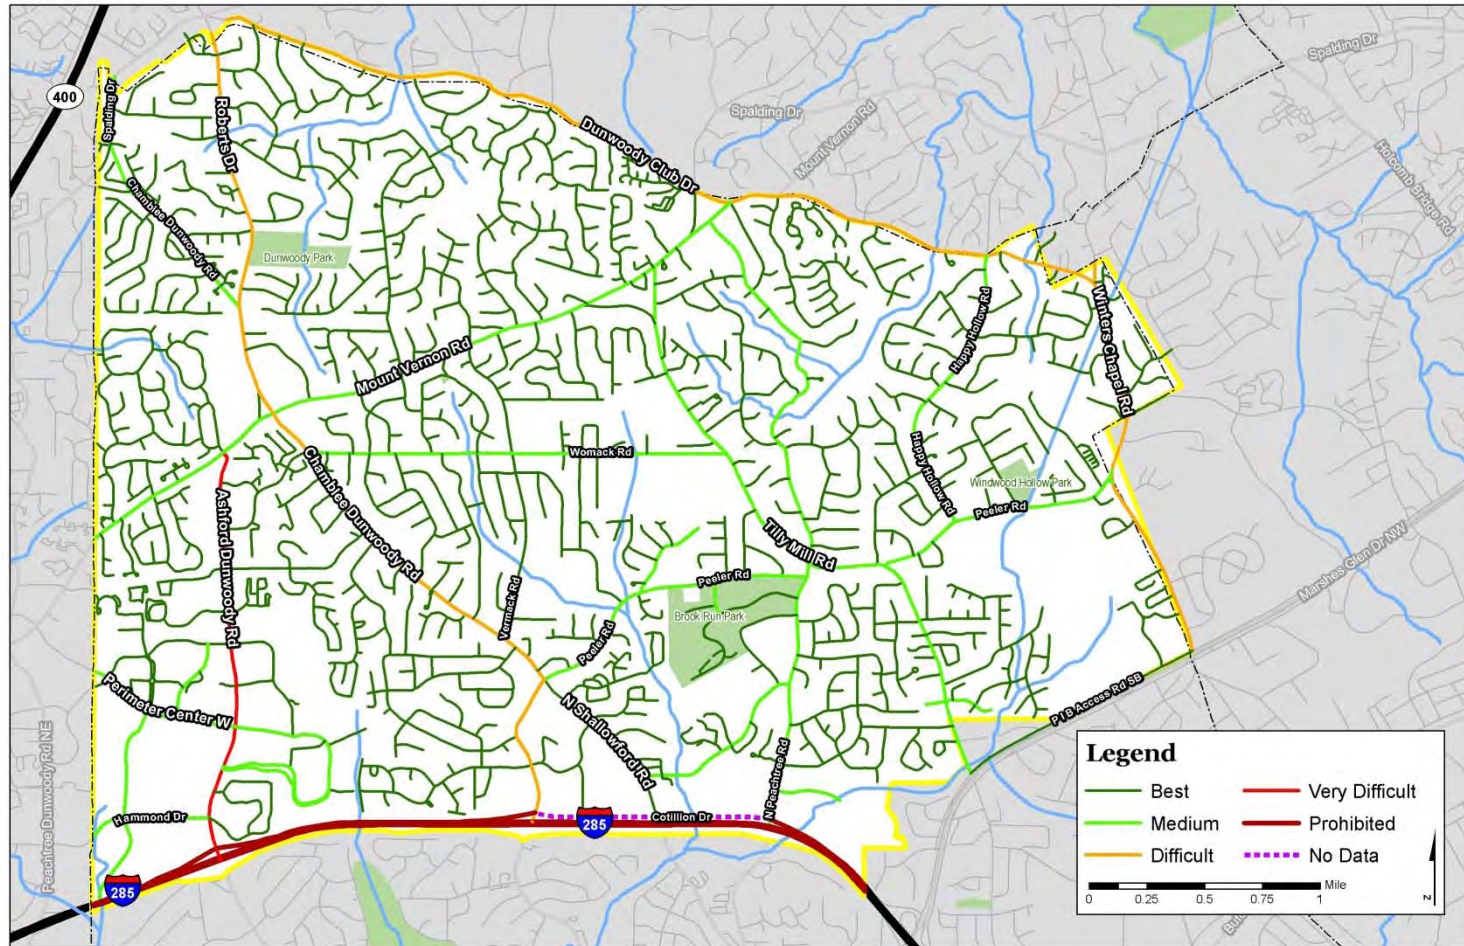 Spalding Dr
400
Spalding Dr
Roberts Dr
Spalding Dr
Mount Vernon Rd
Holcomb Bridge Rd
Dunwoody Club Dr
Chamblee Dunwoody Rd
Dunwoody Park
Happy Hollow Rd
Winters Chapel Rd
Mount Vernon Rd
Womack Rd
Happy Hollow Rd
Windwood Hollow Park
Peeler Rd
Chamblee Dunwoody Rd
Ashford Dunwoody Rd
Tilly Mill Rd
Marshes Glen Dr NW
Peeler Rd
Vermack Rd
Brook Run Park
Peeler Rd
Perimeter Center W
P I B Access Rd SB
N Shallowford Rd
N Peachtree Rd
Peachtree Dunwoody Rd NE
Hammond Dr
Cotillion Dr
285
285
Legend
Best
Very Difficult
Medium
Prohibited
Difficult
No Data
Mile
0 0.25 0.5 0.75 1
N